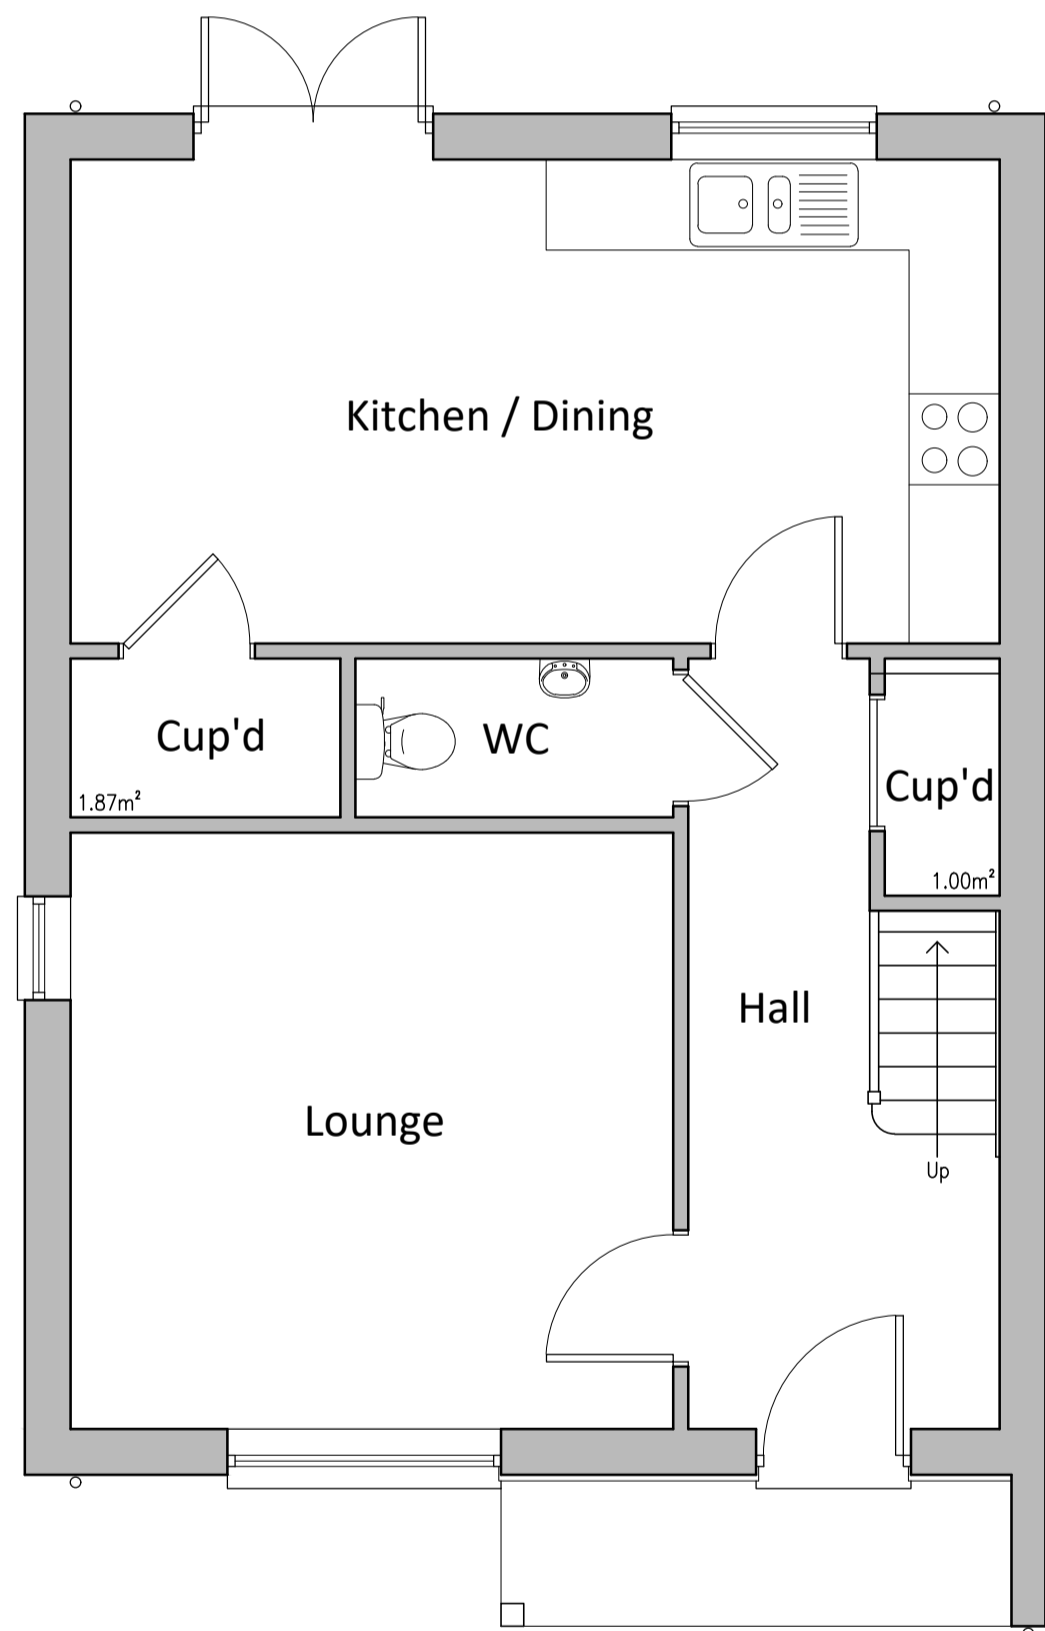 Kitchen / Dining
Cup'd
1.87m²
WC
Cup'd
1.00m²
Hall
Lounge
Up